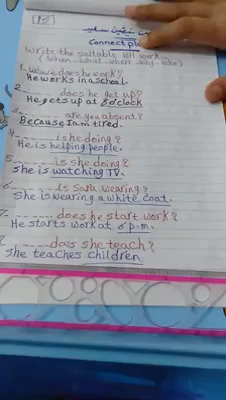 15
Connect pl
Write the suitable WH work
(When - what - where - why - who)
1. Where does he work?
He works in a school.
2 ------- does he get up?
He gets up at 8 o'clock
3 ------- are you absent?
Because I am tired.
4 ------- is he doing?
He is helping people.
5 ------- is she doing?
She is watching TV.
6 ------- is Sara wearing?
She is wearing a white coat.
7. ------- does he start work?
He starts work at 6 p.m.
------- does she teach?
She teaches children